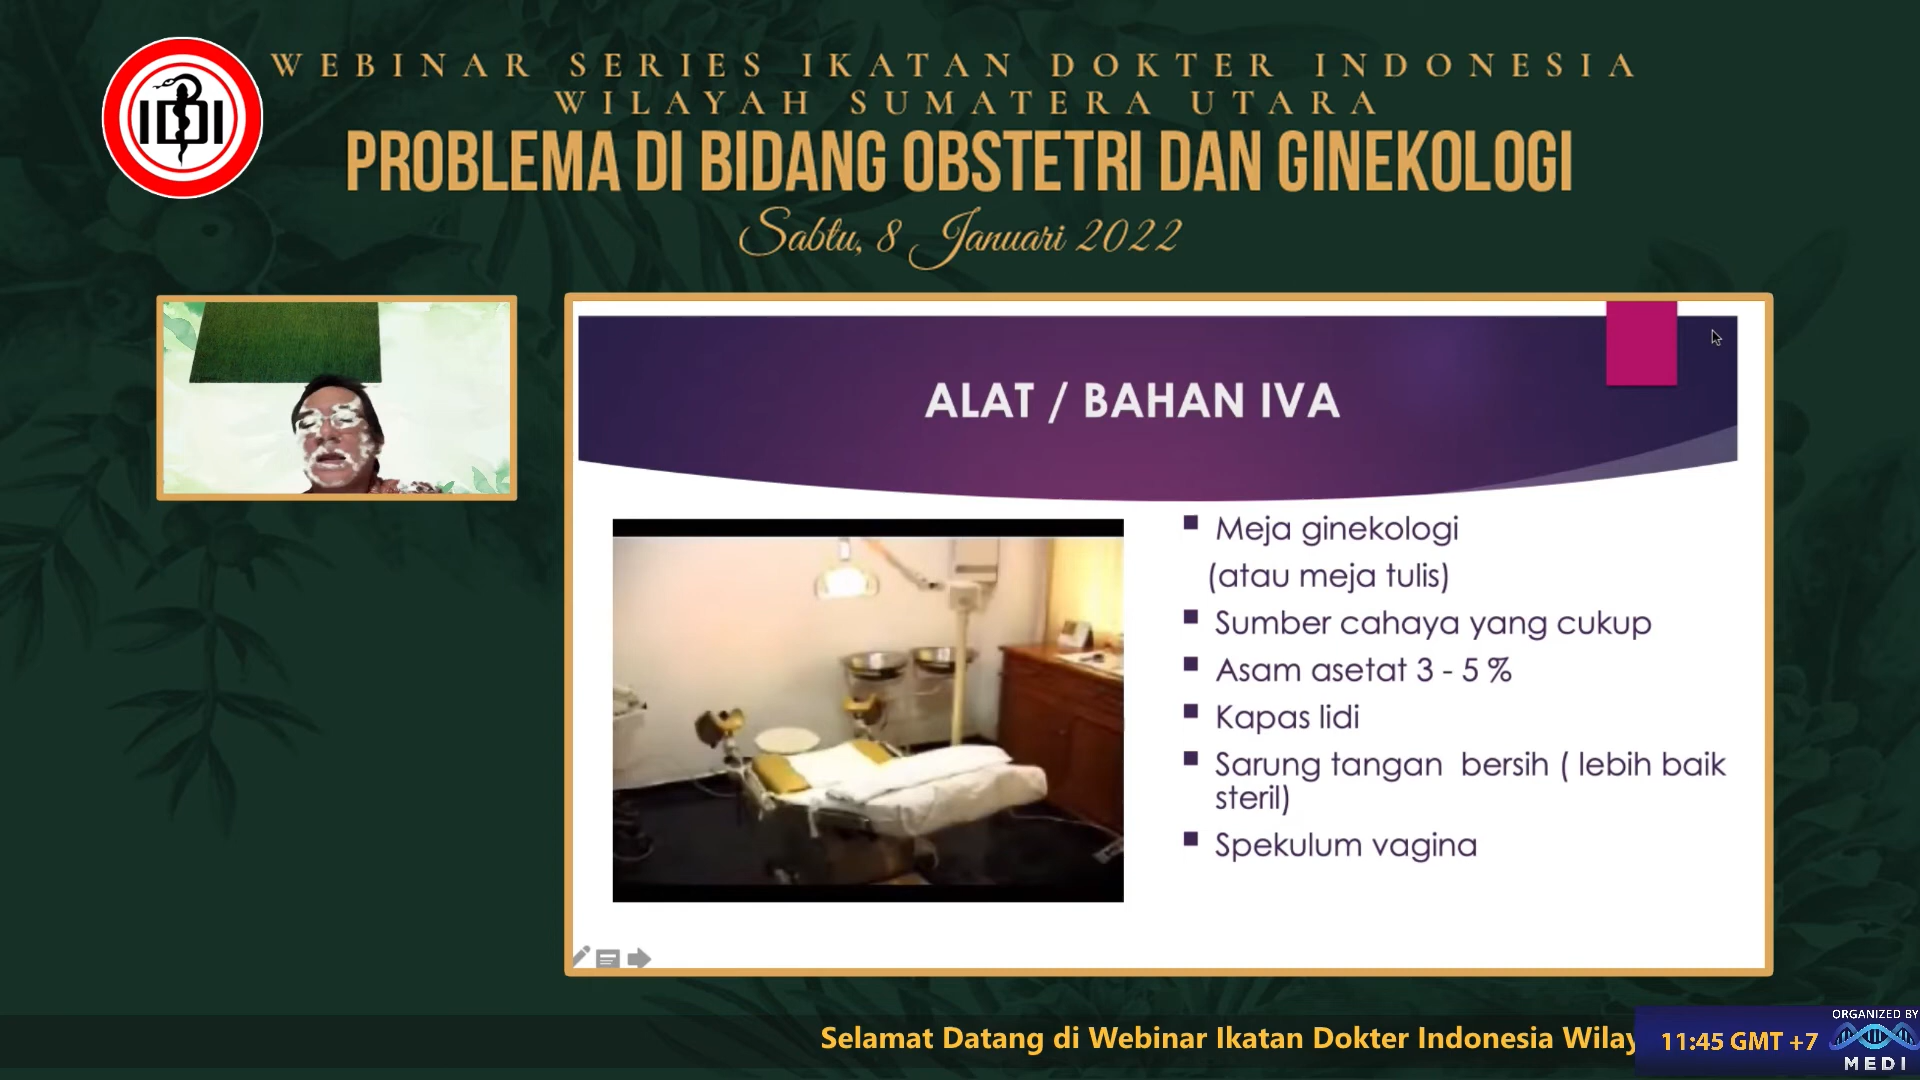 WEBINAR SERIES IKATAN DOKTER INDONESIA
WILAYAH SUMATERA UTARA
PROBLEMA DI BIDANG OBSTETRI DAN GINEKOLOGI
Sabtu, 8 Januari 2022
IDI
ALAT / BAHAN IVA
Meja ginekologi
(atau meja tulis)
Sumber cahaya yang cukup
Asam asetat 3 - 5 %
Kapas lidi
Sarung tangan bersih ( lebih baik
steril)
Spekulum vagina
Selamat Datang di Webinar Ikatan Dokter Indonesia Wilay
11:45 GMT +7
ORGANIZED BY
MEDI